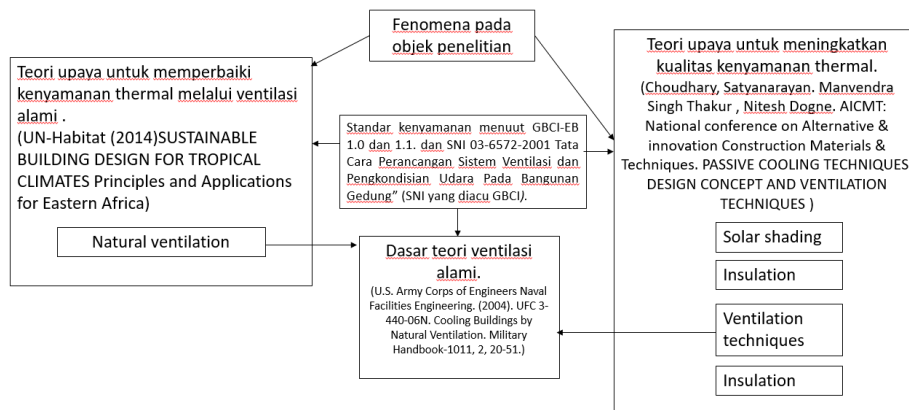 Fenomena pada
objek penelitian
Teori upaya untuk memperbaiki
kenyamanan thermal melalui ventilasi
alami .
(UN-Habitat (2014)SUSTAINABLE
BUILDING DESIGN FOR TROPICAL
CLIMATES Principles and Applications
for Eastern Africa)
Natural ventilation
Standar kenyamanan menuut GBCI-EB
1.0 dan 1.1. dan SNI 03-6572-2001 Tata
Cara Perancangan Sistem Ventilasi dan
Pengkondisian Udara Pada Bangunan
Gedung” (SNI yang diacu GBCI).
Dasar teori ventilasi
alami.
(U.S. Army Corps of Engineers Naval
Facilities Engineering. (2004). UFC 3-
440-06N. Cooling Buildings by
Natural Ventilation. Military
Handbook-1011, 2, 20-51.)
Teori upaya untuk meningkatkan
kualitas kenyamanan thermal.
(Choudhary, Satyanarayan. Manvendra
Singh Thakur , Nitesh Dogne. AICMT:
National conference on Alternative &
innovation Construction Materials &
Techniques. PASSIVE COOLING TECHNIQUES
DESIGN CONCEPT AND VENTILATION
TECHNIQUES )
Solar shading
Insulation
Ventilation
techniques
Insulation